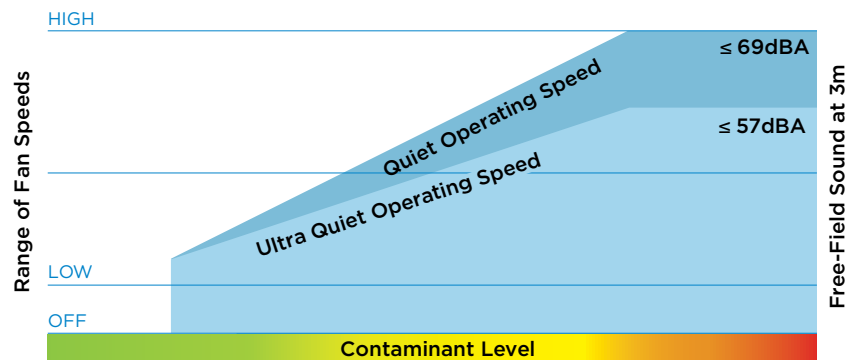 HIGH
≤ 69dBA
Quiet Operating Speed
≤ 57dBA
Ultra Quiet Operating Speed
LOW
OFF
Contaminant Level
Range of Fan Speeds
Free-Field Sound at 3m